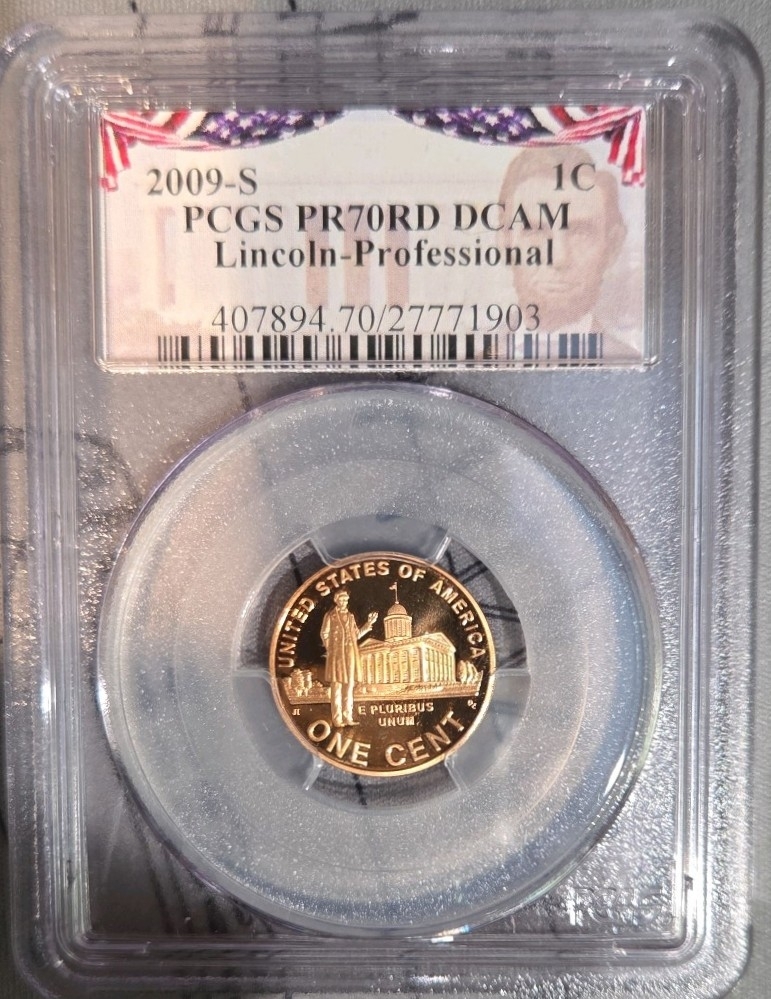 2009-S 1C
PCGS PR70RD DCAM
Lincoln-Professional
407894.70/27771903
UNITED STATES OF AMERICA
E PLURIBUS
UNUM
ONE CENT